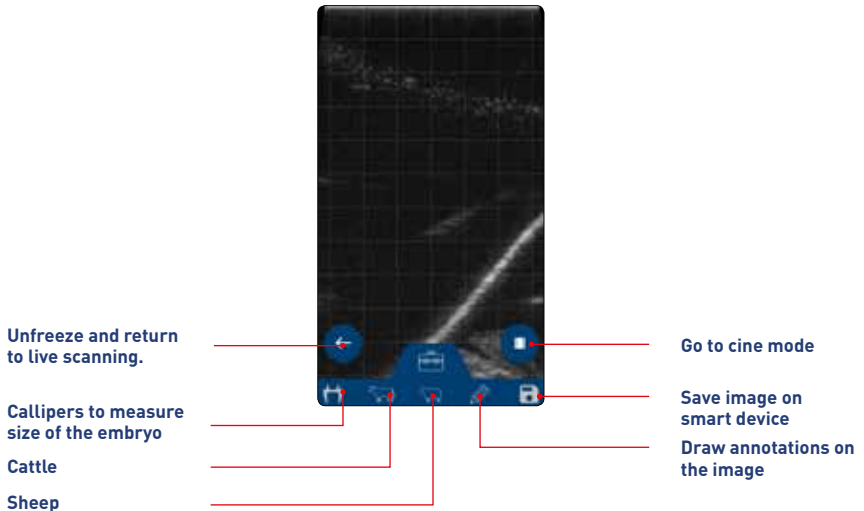 Unfreeze and return
to live scanning.
Callipers to measure
size of the embryo
Cattle
Sheep
Go to cine mode
Save image on
smart device
Draw annotations on
the image